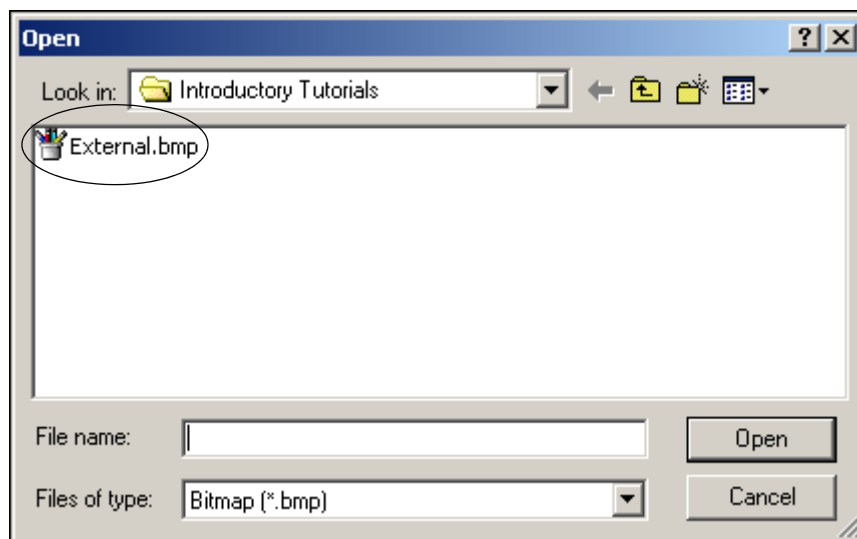 Open
Look in: Introductory Tutorials
External.bmp
File name: Open
Files of type: Bitmap (*.bmp) Cancel